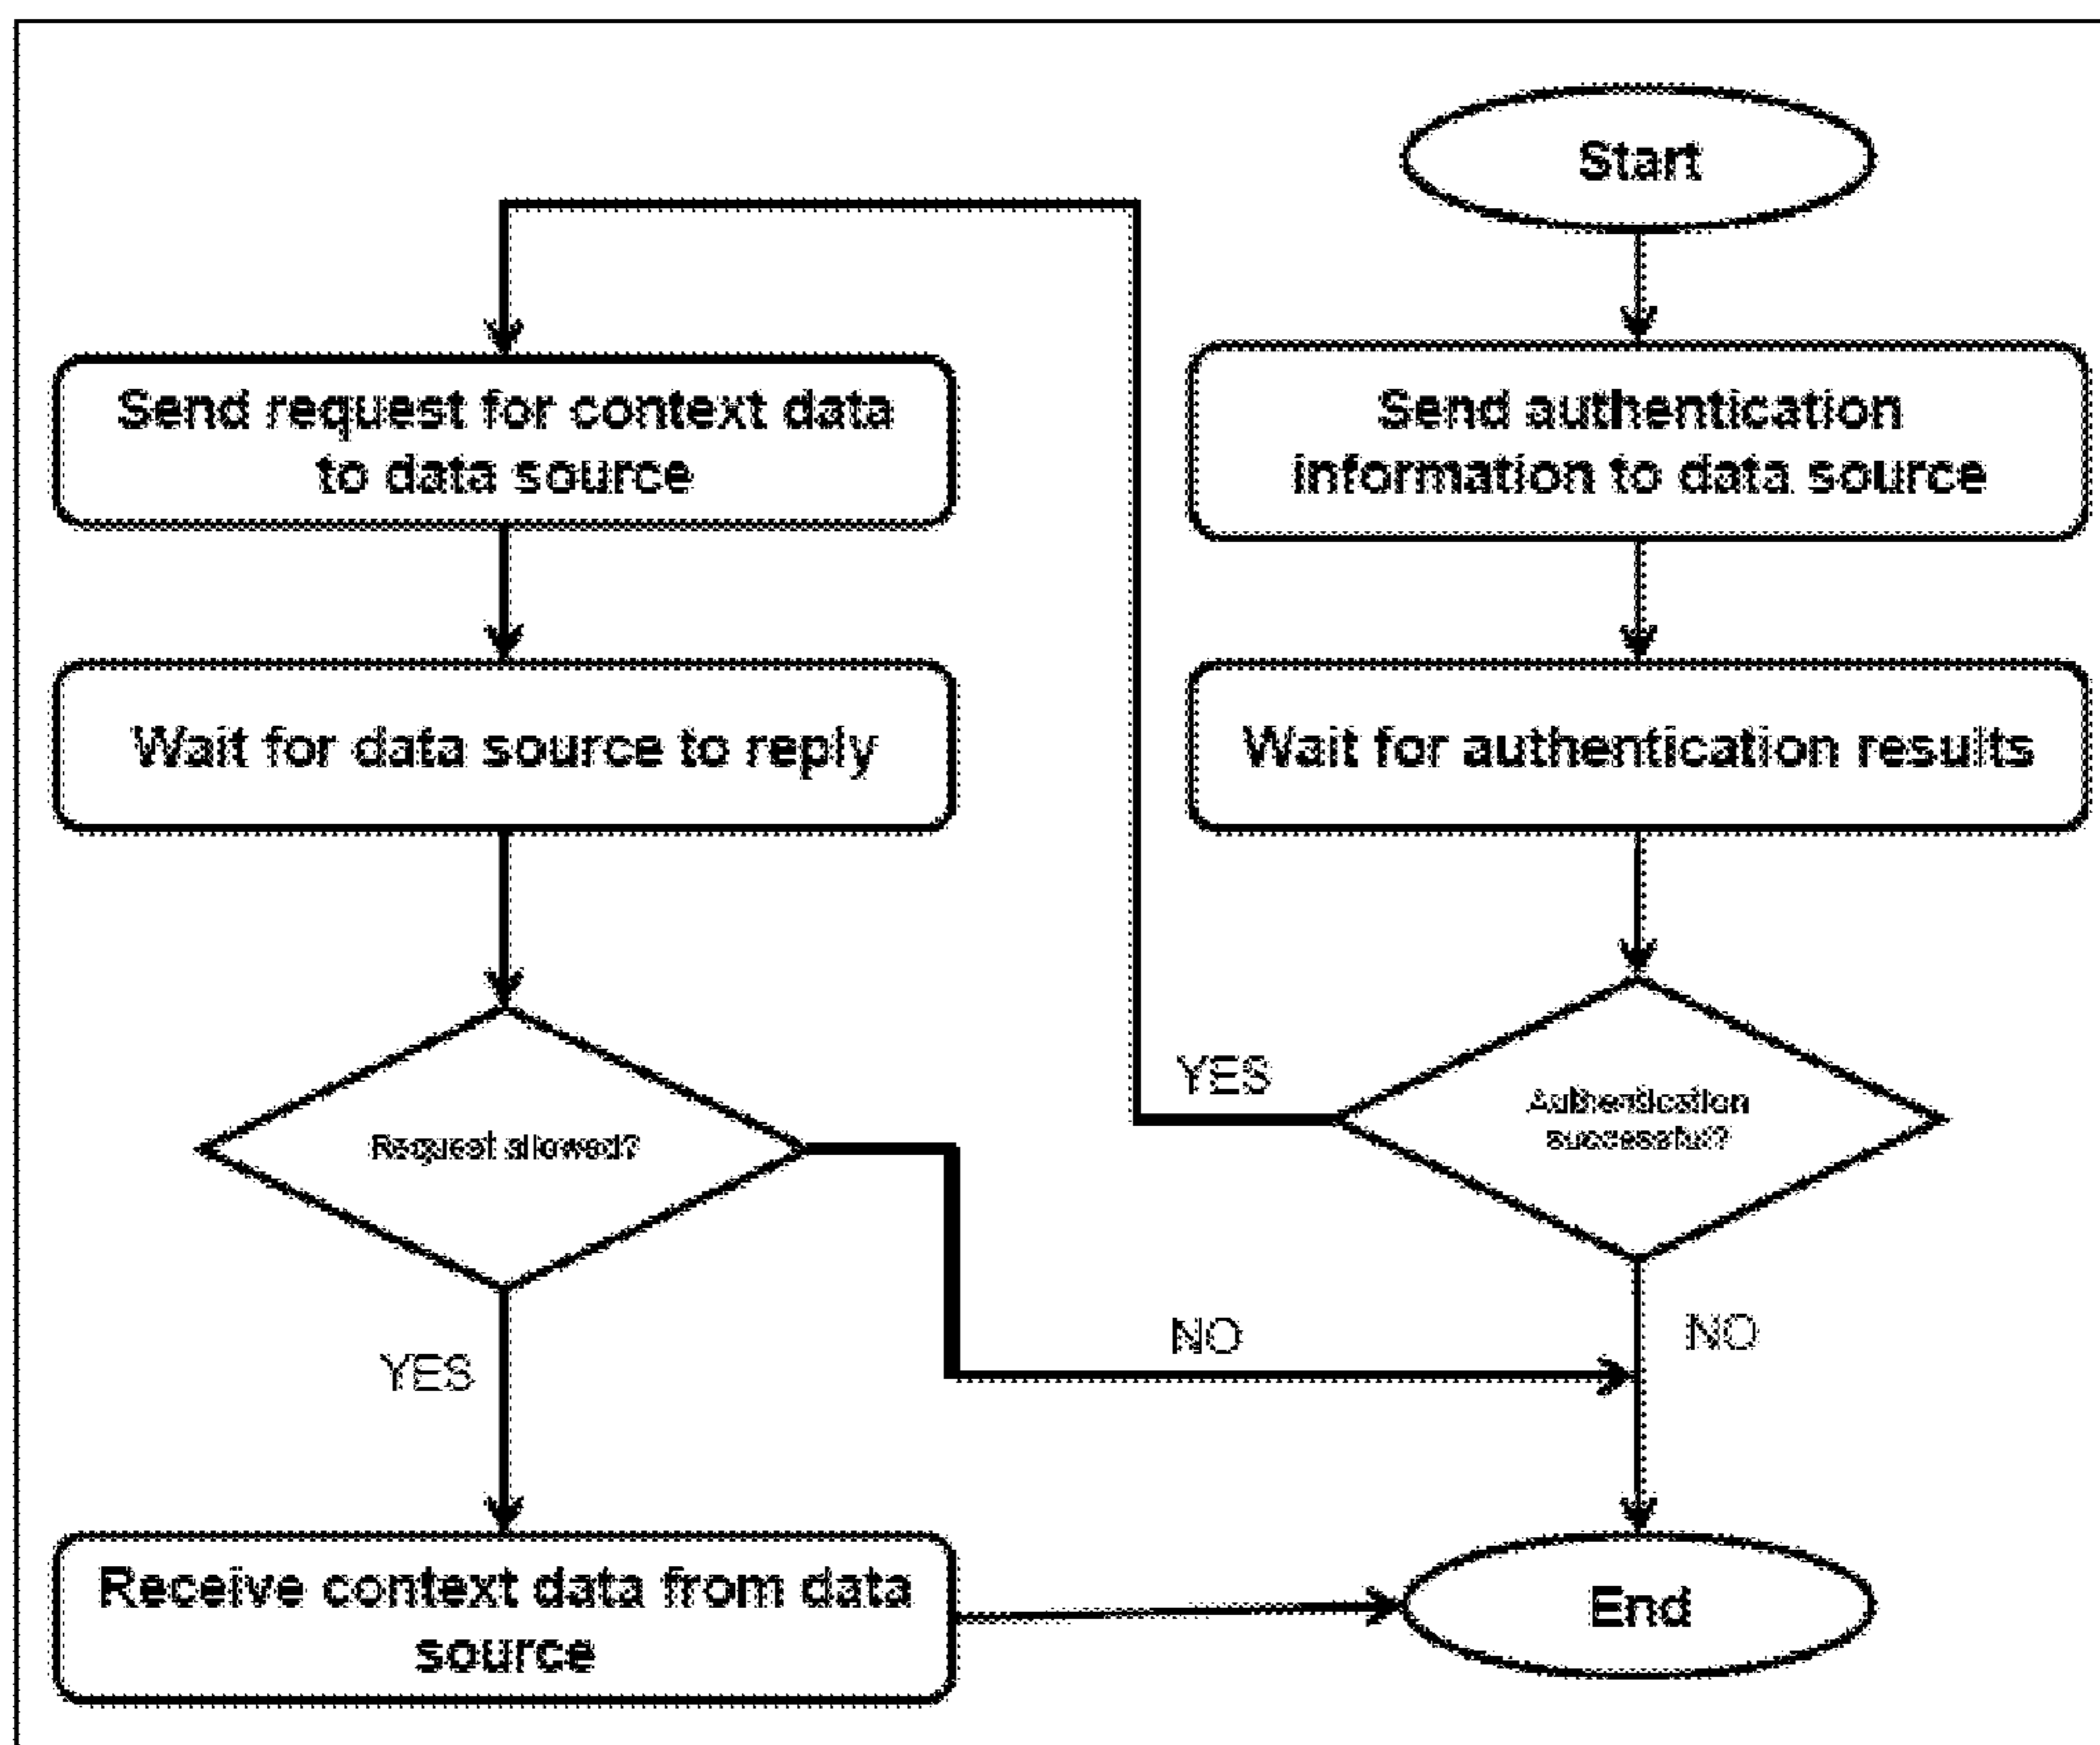 Start
Send authentication
information to data source
Wait for authentication results
Authentication
successful?
YES
NO
Send request for context data
to data source
Wait for data source to reply
Request allowed?
NO
YES
Receive context data from data
source
End